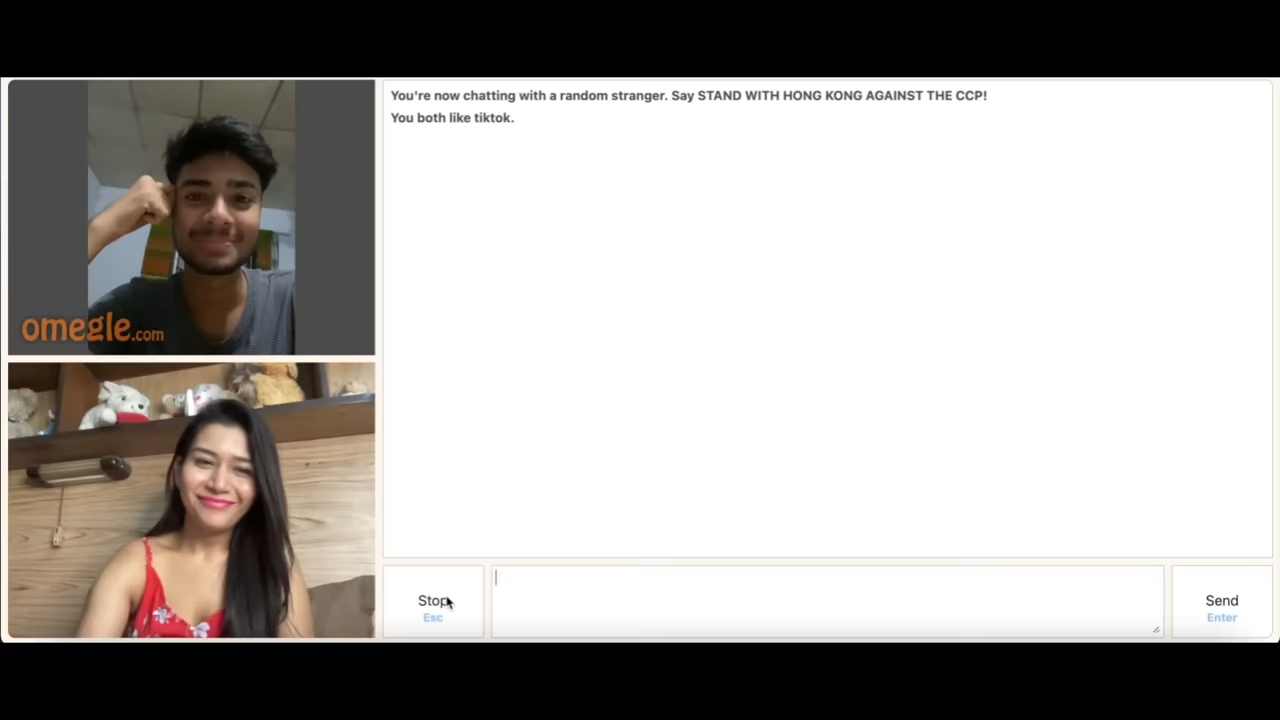 You're now chatting with a random stranger. Say STAND WITH HONG KONG AGAINST THE CCP!
You both like tiktok.
omegle.com
Stop
Esc
Send
Enter